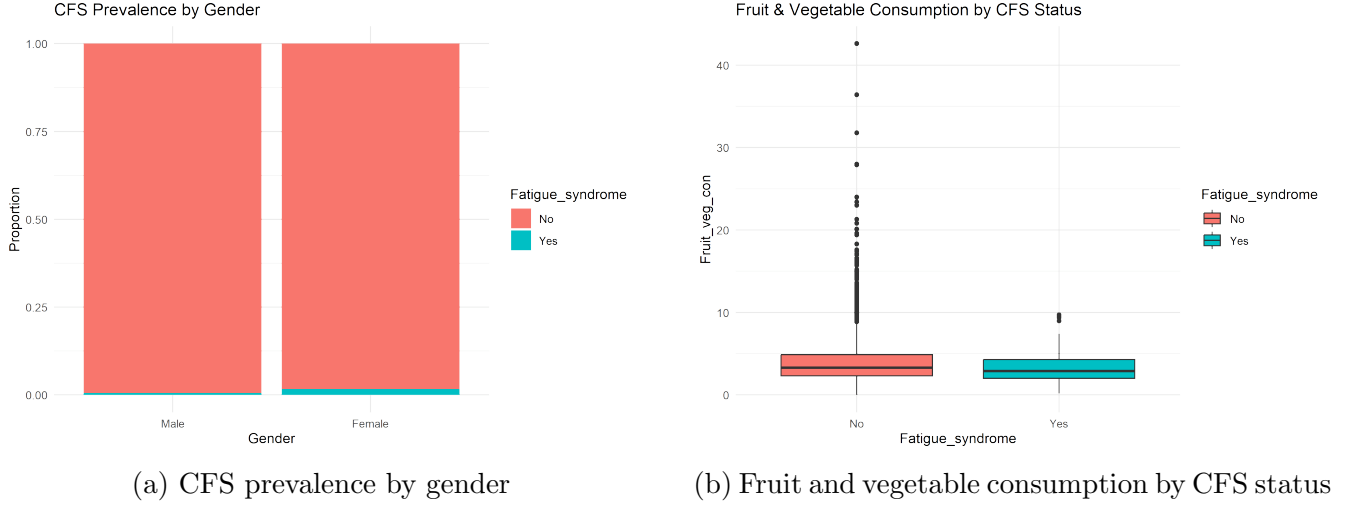 CFS Prevalence by Gender
1.00
0.75
0.50
0.25
0.00
Proportion
Male
Female
Gender
Fatigue_syndrome
No
Yes
(a) CFS prevalence by gender
Fruit & Vegetable Consumption by CFS Status
40
30
20
10
0
Fruit_veg_con
No
Yes
Fatigue_syndrome
Fatigue_syndrome
No
Yes
(b) Fruit and vegetable consumption by CFS status